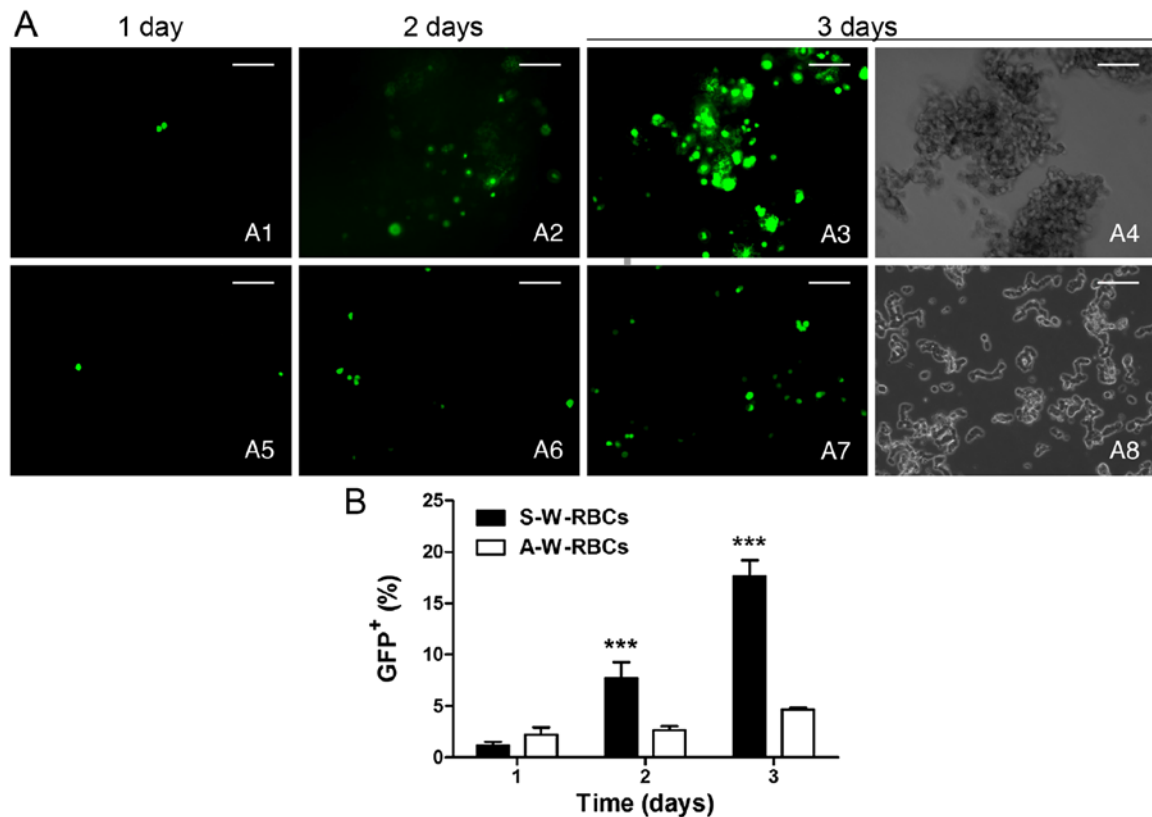 A 1 day 2 days 3 days
A1 A2 A3 A4
A5 A6 A7 A8
B
S-W-RBCs
A-W-RBCs
GFP+ (%)
25
20
15
10
5
0
***
***
1 2 3
Time (days)